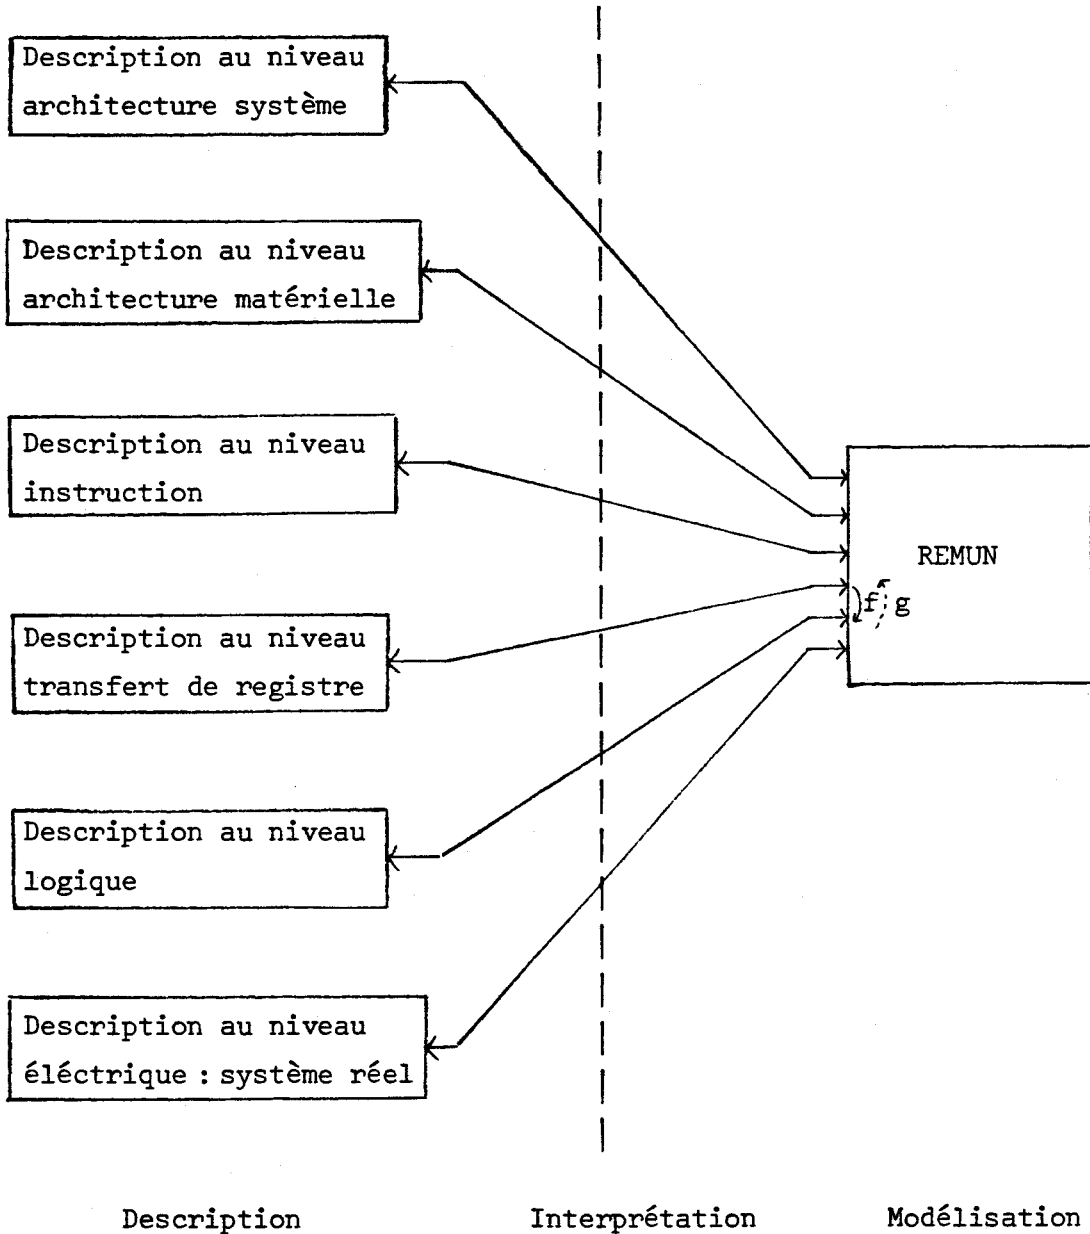 Description au niveau
architecture système
Description au niveau
architecture matérielle
Description au niveau
instruction
REMUN
f g
Description au niveau
transfert de registre
Description au niveau
logique
Description au niveau
éléctrique : système réel
Description Interprétation Modélisation